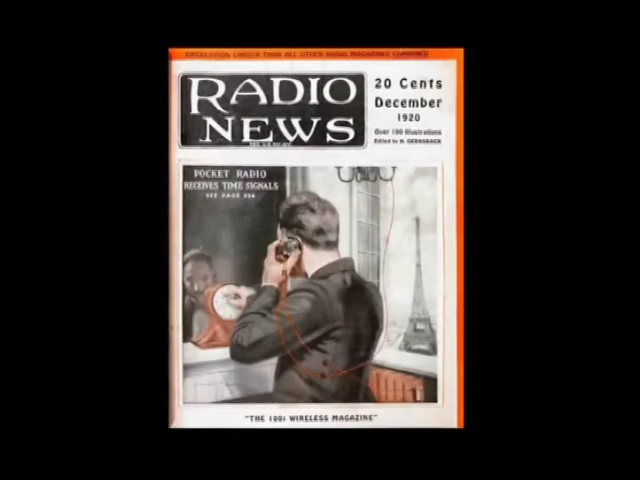 CIRCULATION LARGER THAN ALL OTHER RADIO MAGAZINES COMBINED
RADIO
NEWS
20 Cents
December
1920
Over 100 Illustrations
Edited by H. GERNSBACK
POCKET RADIO
RECEIVES TIME SIGNALS
SEE PAGE
"THE 100% WIRELESS MAGAZINE"